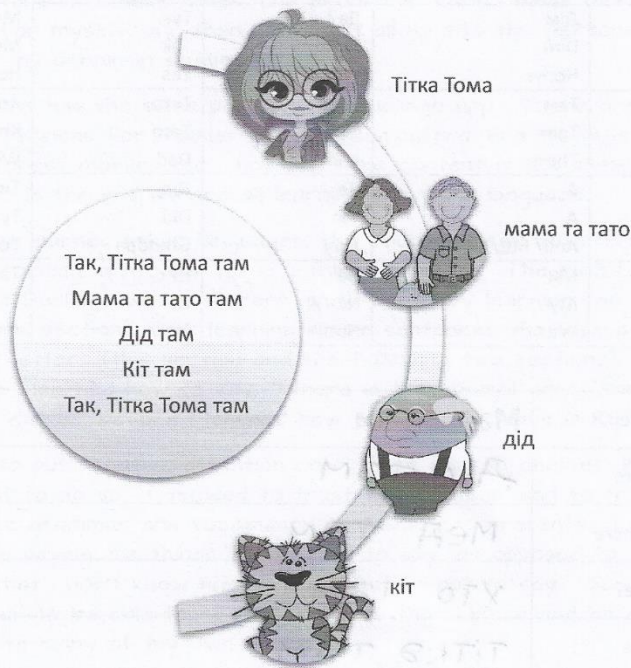 Тітка Тома
мама та тато
Так, Тітка Тома там
Мама та тато там
Дід там
Кіт там
Так, Тітка Тома там
дід
кіт